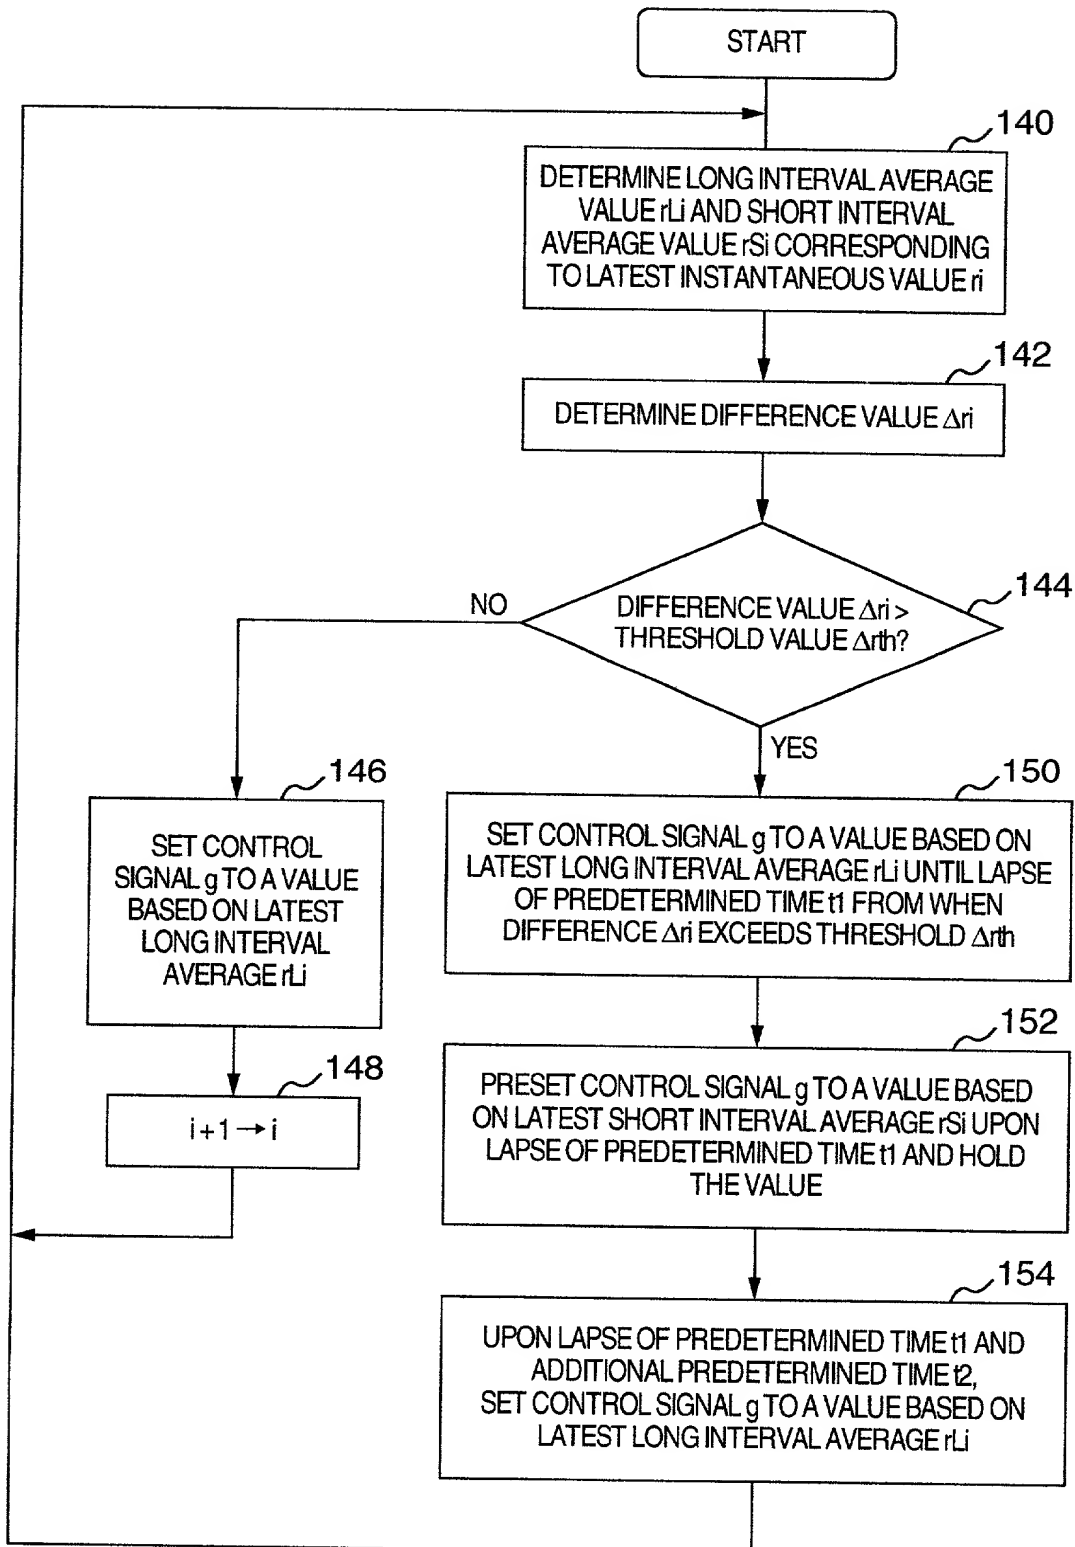 START
140
DETERMINE LONG INTERVAL AVERAGE
VALUE rLi AND SHORT INTERVAL
AVERAGE VALUE rSi CORRESPONDING
TO LATEST INSTANTANEOUS VALUE ri
142
DETERMINE DIFFERENCE VALUE Δri
144
DIFFERENCE VALUE Δri >
THRESHOLD VALUE Δrth?
NO
YES
146
SET CONTROL
SIGNAL g TO A VALUE
BASED ON LATEST
LONG INTERVAL
AVERAGE rLi
148
i+1→i
150
SET CONTROL SIGNAL g TO A VALUE BASED ON
LATEST LONG INTERVAL AVERAGE rLi UNTIL LAPSE
OF PREDETERMINED TIME t1 FROM WHEN
DIFFERENCE Δri EXCEEDS THRESHOLD Δrth
152
PRESET CONTROL SIGNAL g TO A VALUE BASED
ON LATEST SHORT INTERVAL AVERAGE rSi UPON
LAPSE OF PREDETERMINED TIME t1 AND HOLD
THE VALUE
154
UPON LAPSE OF PREDETERMINED TIME t1 AND
ADDITIONAL PREDETERMINED TIME t2,
SET CONTROL SIGNAL g TO A VALUE BASED ON
LATEST LONG INTERVAL AVERAGE rLi